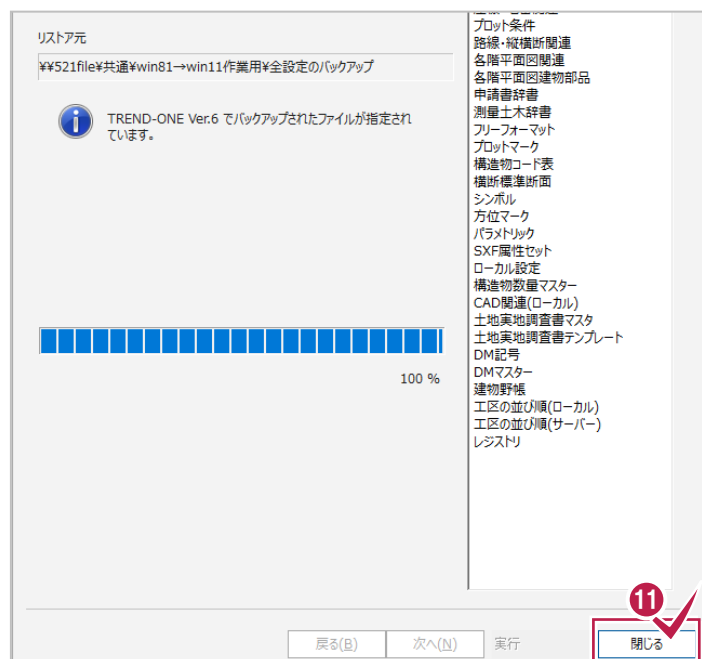 リストア元
¥¥521file¥共通¥win81→win11作業用¥全設定のバックアップ
TREND-ONE Ver.6 でバックアップされたファイルが指定され
ています。
100 %
プロット条件
路線・縦横断関連
各階平面図関連
各階平面図建物部品
申請書辞書
測量土木辞書
フリーフォーマット
プロットマーク
構造物コード表
横断標準断面
シンボル
方位マーク
パラメトリック
SXF属性セット
ローカル設定
構造物数量マスター
CAD関連(ローカル)
土地実地調査書マスタ
土地実地調査書テンプレート
DM記号
DMマスター
建物野帳
工区の並び順(ローカル)
工区の並び順(サーバー)
レジストリ
11
戻る(B)
次へ(N)
実行
閉じる